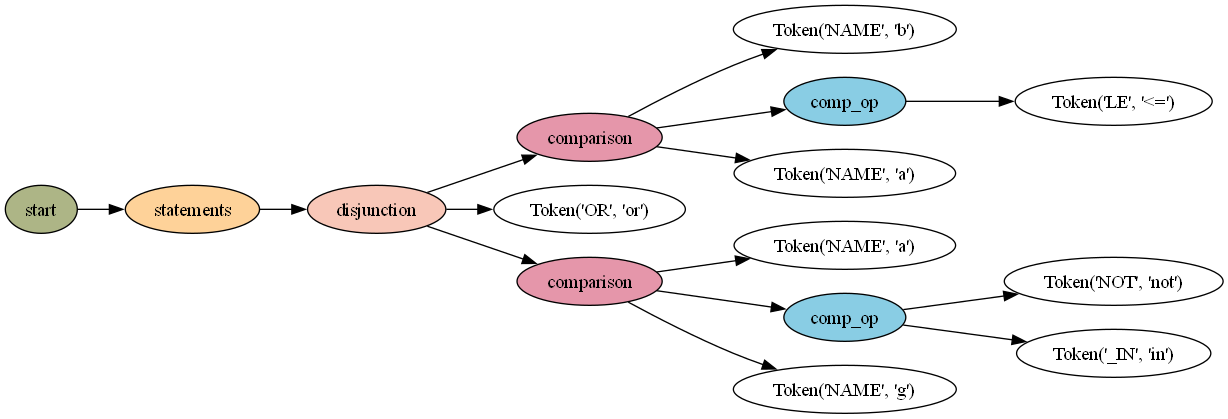 Token('NAME', 'b')
comp_op
Token('LE', '<=')
comparison
Token('NAME', 'a')
start
statements
disjunction
Token('OR', 'or')
Token('NAME', 'a')
comparison
Token('NOT', 'not')
comp_op
Token('_IN', 'in')
Token('NAME', 'g')